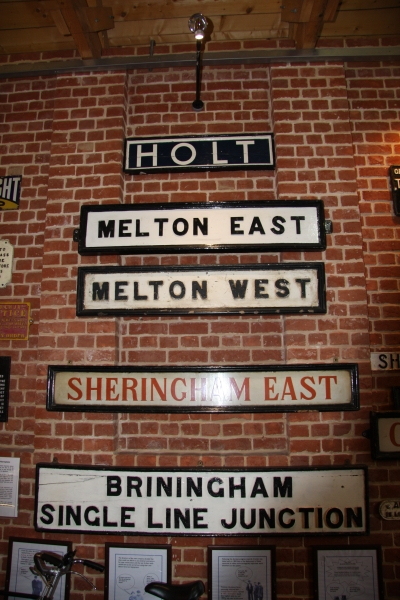 HOLT
MELTON EAST
MELTON WEST
SHERINGHAM EAST
BRININGHAM
SINGLE LINE JUNCTION